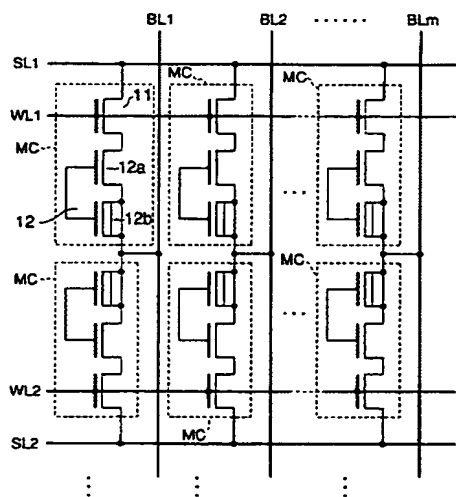 BL1 BL2 ...... BLm
SL1
MC MC
11
WL1
MC
12a
12 12b
...
MC MC
...
WL2
MC
SL2